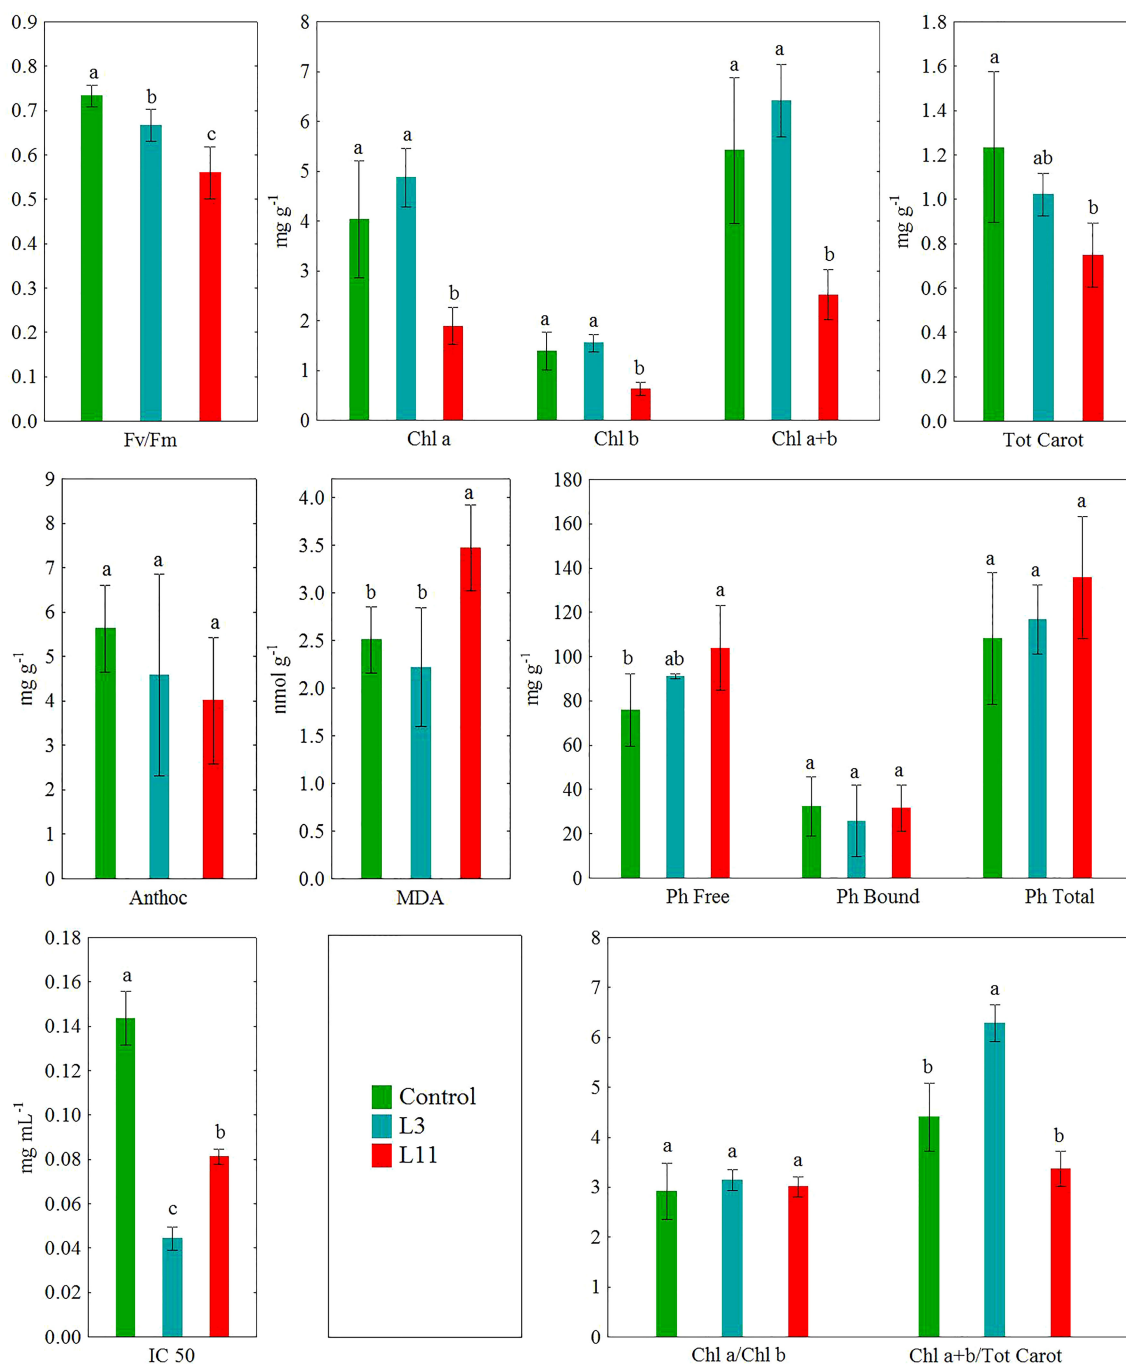 0.9
0.8
0.7
0.6
0.5
0.4
0.3
0.2
0.1
0.0
a
b
c
Fv/Fm
mg g-1
8
7
6
5
4
3
2
1
0
a
a
b
a
a
b
a
a
b
Chl a
Chl b
Chl a+b
mg g-1
1.8
1.6
1.4
1.2
1.0
0.8
0.6
0.4
0.2
0.0
a
ab
b
Tot Carot
mg g-1
9
8
7
6
5
4
3
2
1
0
a
a
a
Anthoc
nmol g-1
4.0
3.5
3.0
2.5
2.0
1.5
1.0
0.5
0.0
b
b
a
MDA
mg g-1
180
160
140
120
100
80
60
40
20
0
b
ab
a
a
a
a
a
a
a
Ph Free
Ph Bound
Ph Total
mg mL-1
0.18
0.16
0.14
0.12
0.10
0.08
0.06
0.04
0.02
0.00
a
c
b
IC 50
Control
L3
L11
8
7
6
5
4
3
2
1
0
a
a
a
b
a
b
Chl a/Chl b
Chl a+b/Tot Carot